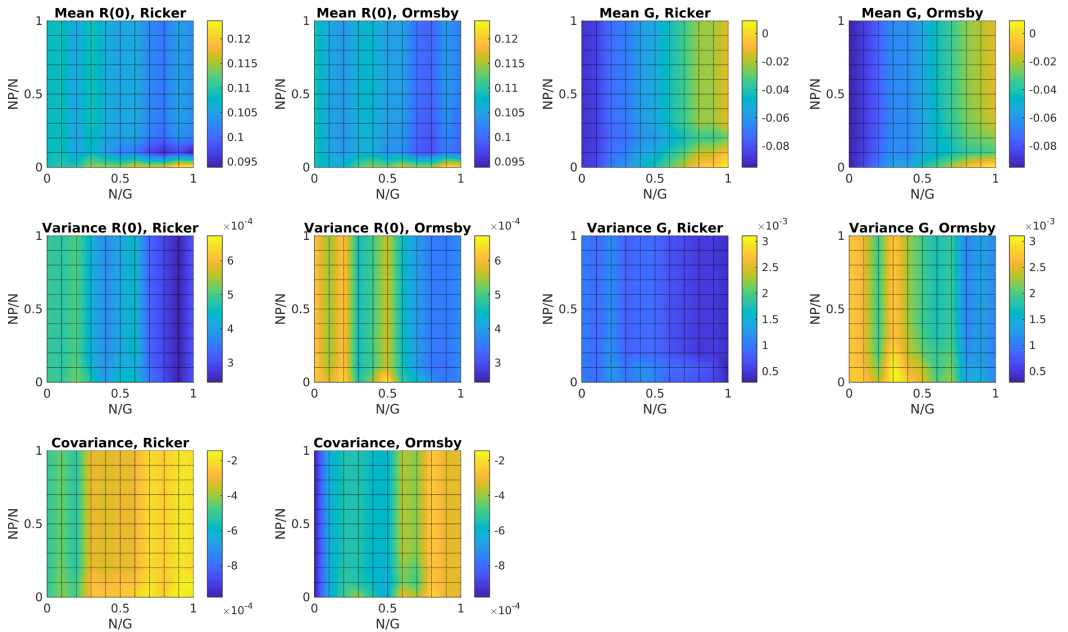 Mean R(0), Ricker
NP/N
1
0.5
0
0 0.5 1
N/G
0.12
0.115
0.11
0.105
0.1
0.095
Mean R(0), Ormsby
NP/N
1
0.5
0
0 0.5 1
N/G
0.12
0.115
0.11
0.105
0.1
0.095
Mean G, Ricker
NP/N
1
0.5
0
0 0.5 1
N/G
0
-0.02
-0.04
-0.06
-0.08
Mean G, Ormsby
NP/N
1
0.5
0
0 0.5 1
N/G
0
-0.02
-0.04
-0.06
-0.08
Variance R(0), Ricker
NP/N
1
0.5
0
0 0.5 1
N/G
×10⁻⁴
6
5
4
3
Variance R(0), Ormsby
NP/N
1
0.5
0
0 0.5 1
N/G
×10⁻⁴
6
5
4
3
Variance G, Ricker
NP/N
1
0.5
0
0 0.5 1
N/G
×10⁻³
3
2.5
2
1.5
1
0.5
Variance G, Ormsby
NP/N
1
0.5
0
0 0.5 1
N/G
×10⁻³
3
2.5
2
1.5
1
0.5
Covariance, Ricker
NP/N
1
0.5
0
0 0.5 1
N/G
-2
-4
-6
-8
×10⁻⁴
Covariance, Ormsby
NP/N
1
0.5
0
0 0.5 1
N/G
-2
-4
-6
-8
×10⁻⁴